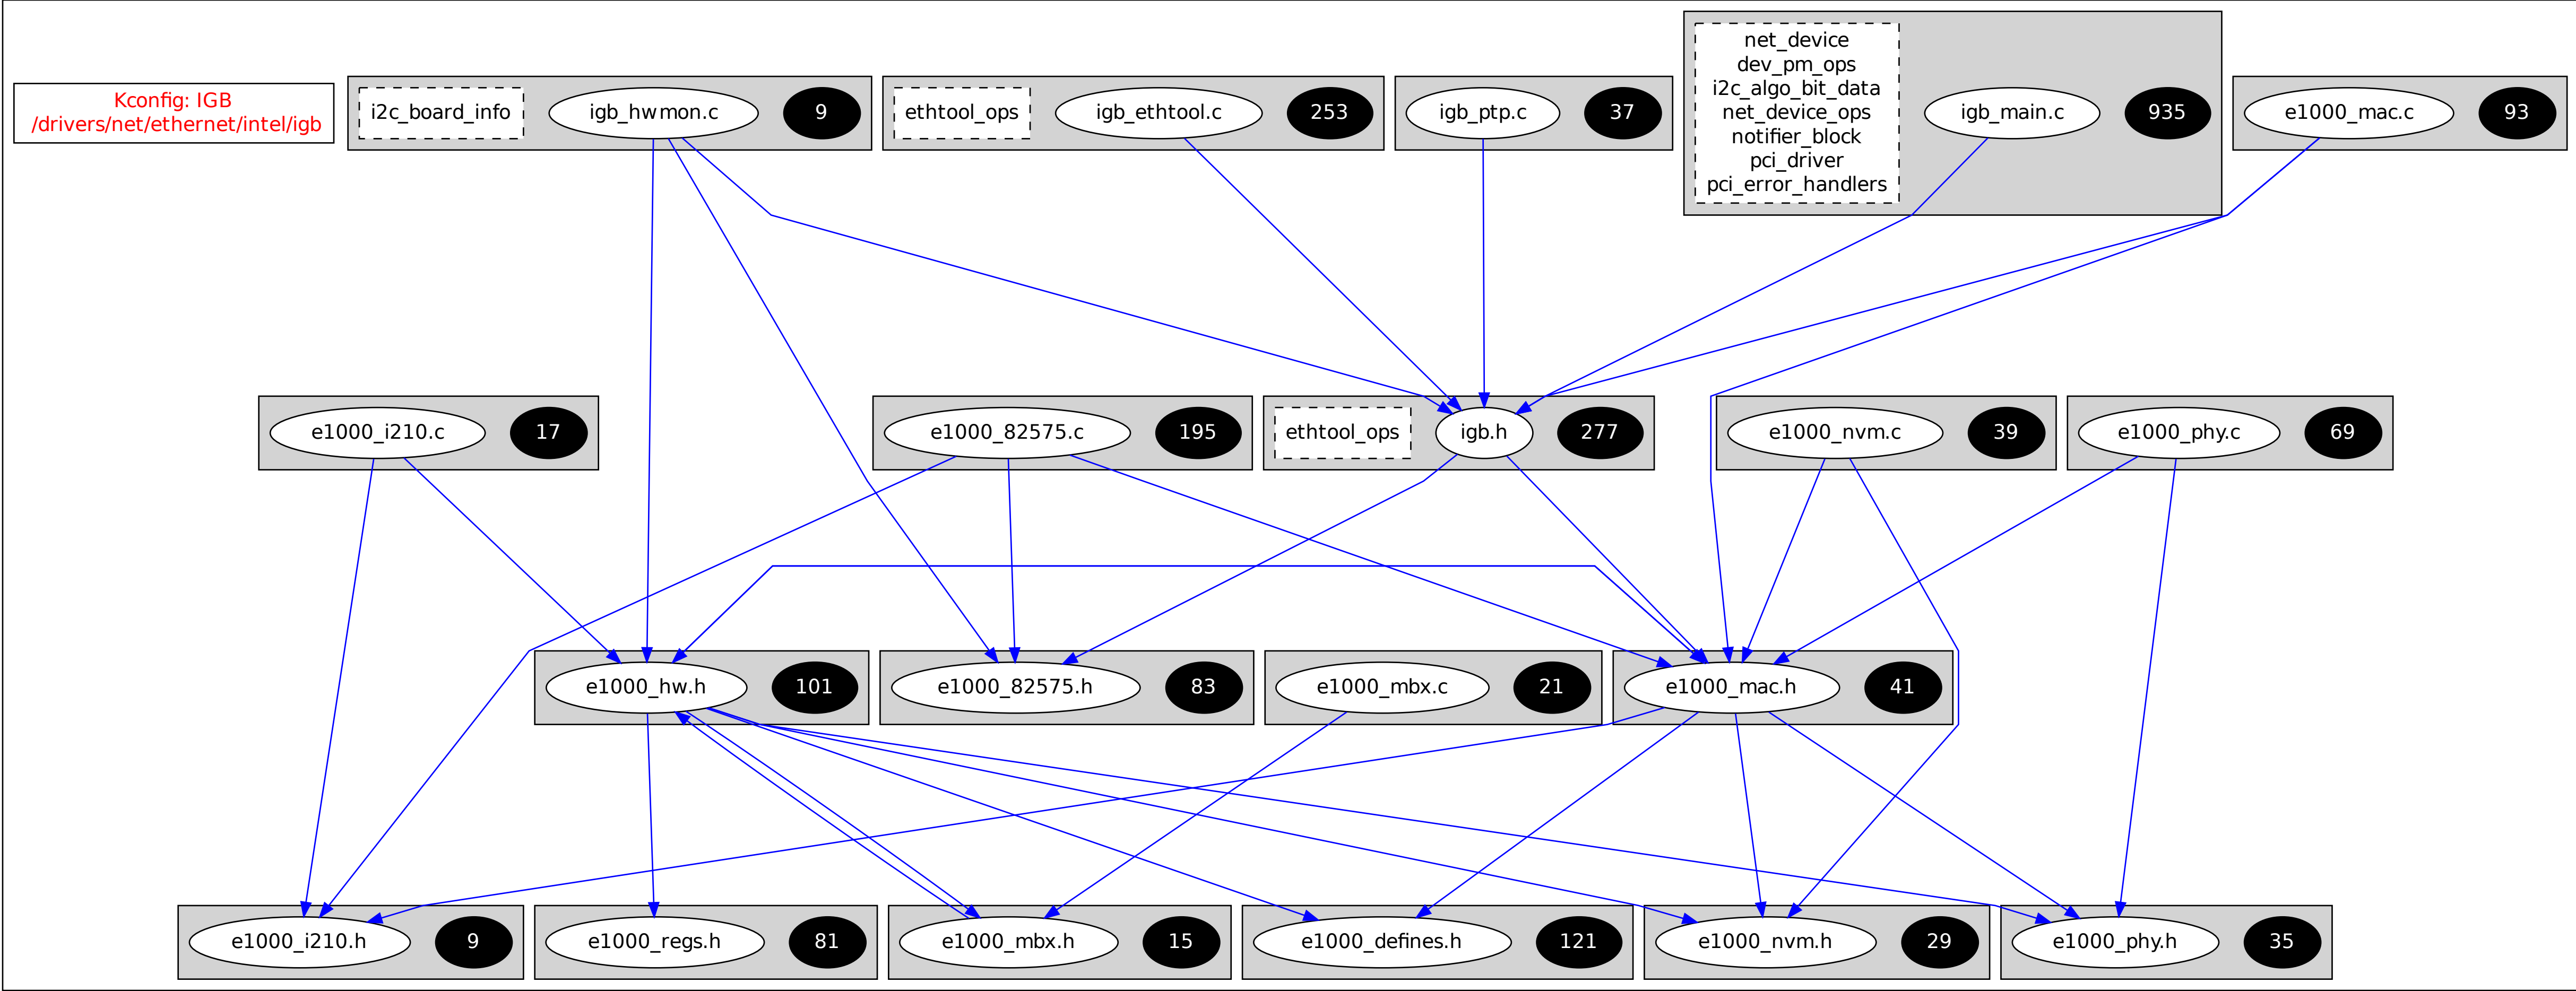 Kconfig: IGB
/drivers/net/ethernet/intel/igb
i2c_board_info
igb_hwmon.c
9
ethtool_ops
igb_ethtool.c
253
igb_ptp.c
37
net_device
dev_pm_ops
i2c_algo_bit_data
net_device_ops
notifier_block
pci_driver
pci_error_handlers
igb_main.c
935
e1000_mac.c
93
e1000_i210.c
17
e1000_82575.c
195
ethtool_ops
igb.h
277
e1000_nvm.c
39
e1000_phy.c
69
e1000_hw.h
101
e1000_82575.h
83
e1000_mbx.c
21
e1000_mac.h
41
e1000_i210.h
9
e1000_regs.h
81
e1000_mbx.h
15
e1000_defines.h
121
e1000_nvm.h
29
e1000_phy.h
35